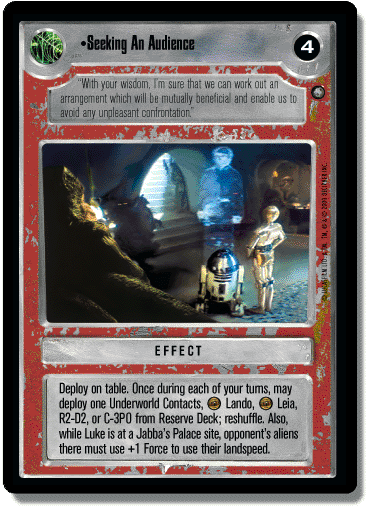 •Seeking An Audience
4
"With your wisdom, I'm sure that we can work out an
arrangement which will be mutually beneficial and enable us to
avoid any unpleasant confrontation."
EFFECT
Deploy on table. Once during each of your turns, may
deploy one Underworld Contacts, Lando, Leia,
R2-D2, or C-3PO from Reserve Deck; reshuffle. Also,
while Luke is at a Jabba's Palace site, opponent's aliens
there must use +1 Force to use their landspeed.